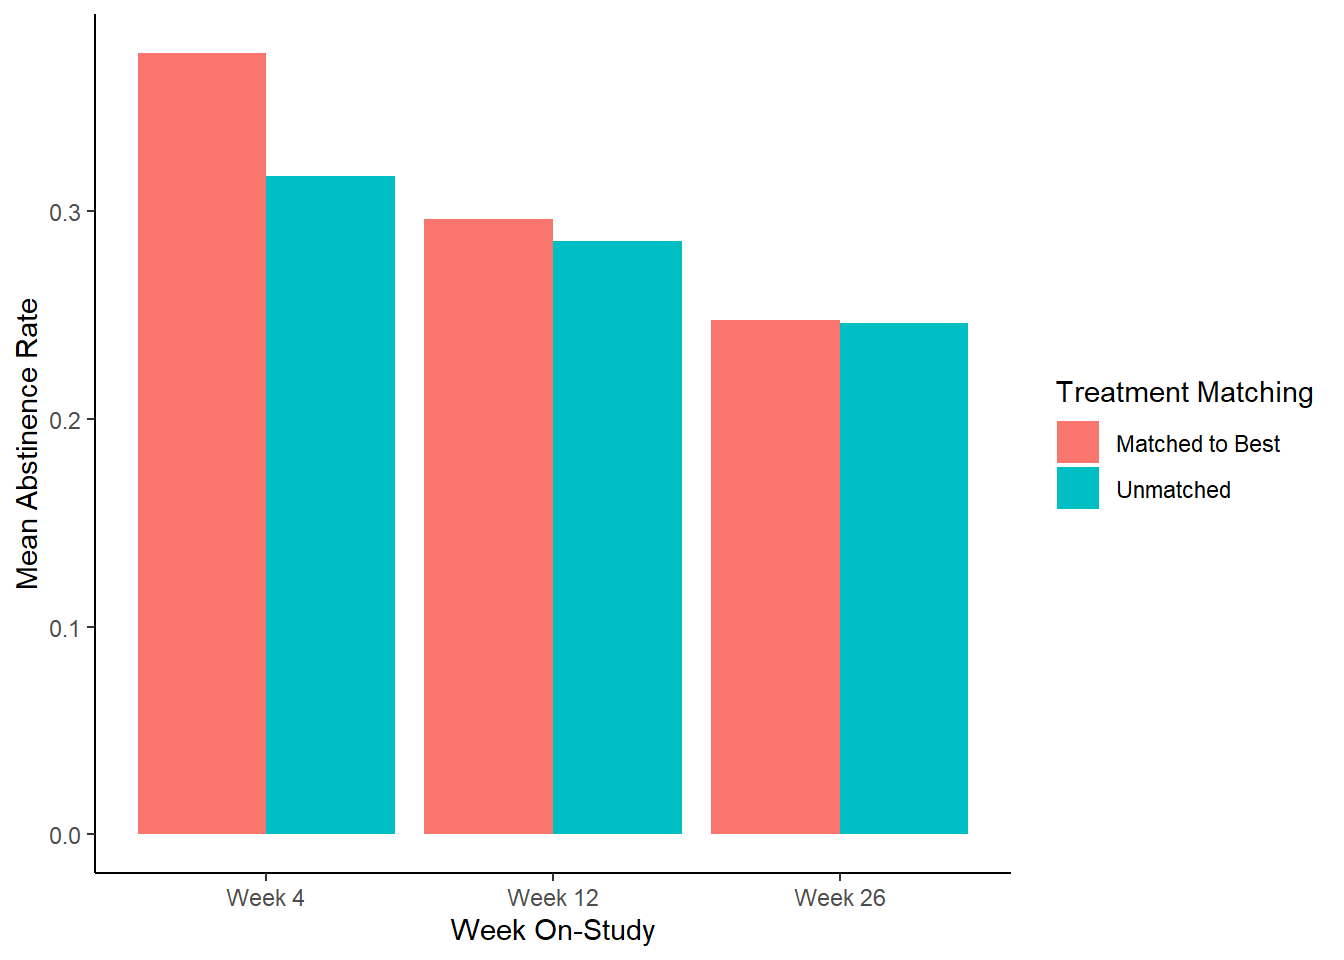 Mean Abstinence Rate
0.3
0.2
0.1
0.0
Week 4
Week 12
Week 26
Week On-Study
Treatment Matching
Matched to Best
Unmatched